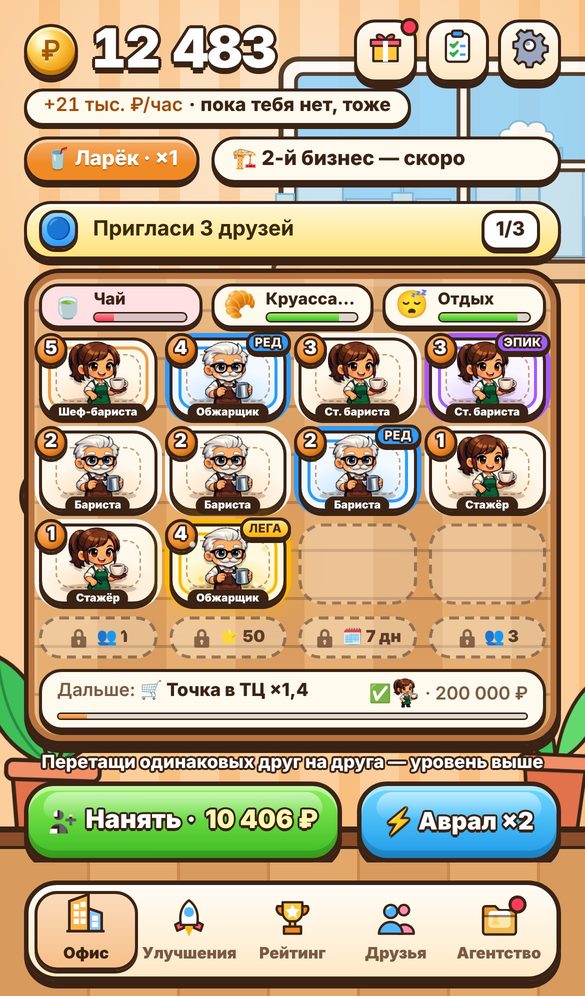 12 483
+21 тыс. ₽/час · пока тебя нет, тоже
Ларёк · ×1
2-й бизнес — скоро
Пригласи 3 друзей
1/3
Чай
Круасса...
Отдых
5
Шеф-бариста
4
РЕД
Обжарщик
3
Ст. бариста
3
ЭПИК
Ст. бариста
2
Бариста
2
Бариста
2
РЕД
Бариста
1
Стажёр
1
Стажёр
4
ЛЕГА
Обжарщик
1
50
7 дн
3
Дальше: Точка в ТЦ ×1,4
· 200 000 ₽
Перетащи одинаковых друг на друга — уровень выше
Нанять · 10 406 ₽
Аврал ×2
Офис
Улучшения
Рейтинг
Друзья
Агентство